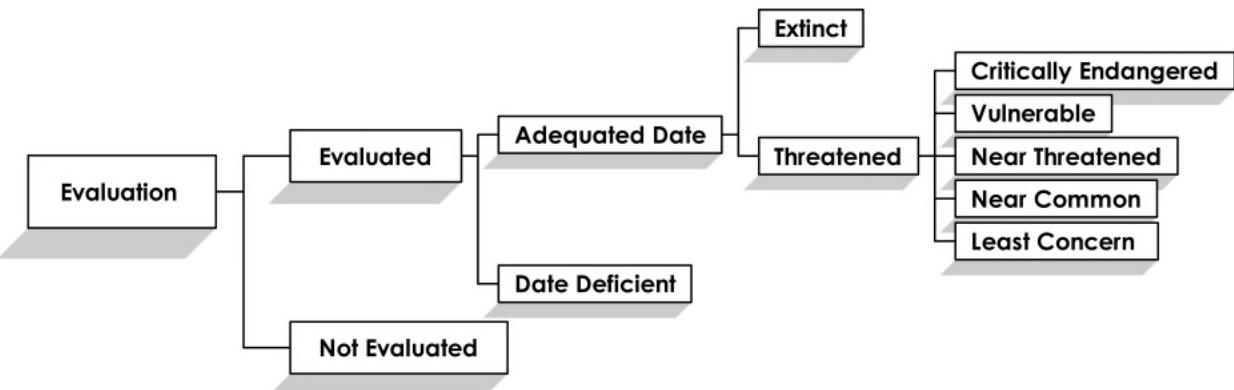 Evaluation
Evaluated
Not Evaluated
Adequated Date
Date Deficient
Extinct
Threatened
Critically Endangered
Vulnerable
Near Threatened
Near Common
Least Concern